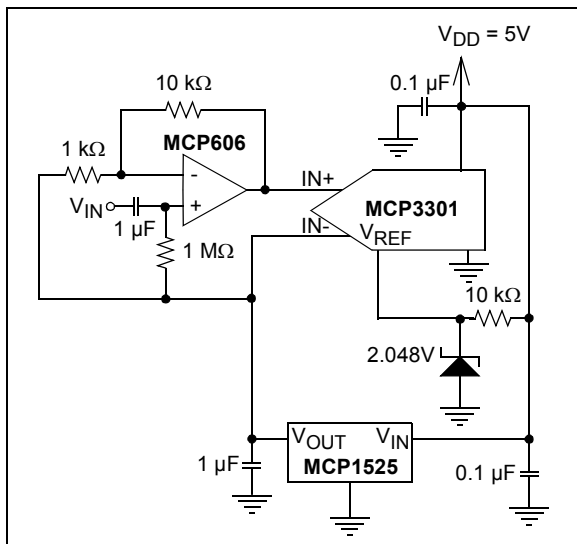 V_DD = 5V
10 kΩ
0.1 µF
MCP606
1 kΩ
-
+
IN+
V_IN
1 µF
MCP3301
IN-
V_REF
1 MΩ
10 kΩ
2.048V
V_OUT V_IN
1 µF
MCP1525
0.1 µF